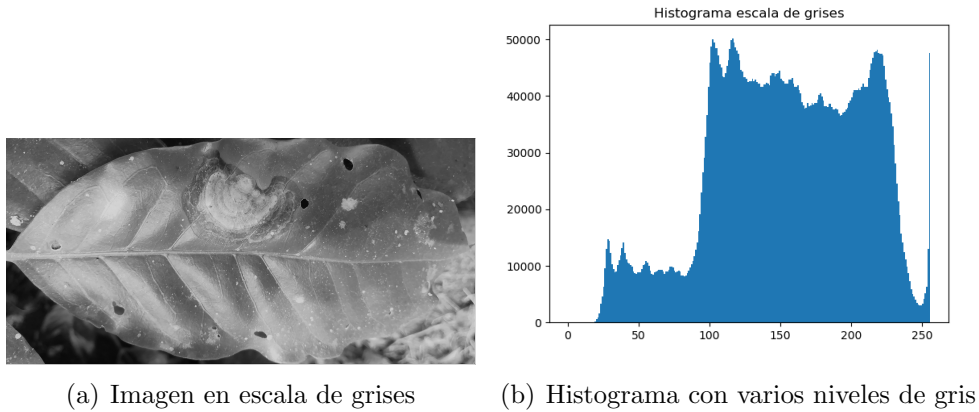 Histograma escala de grises
50000
40000
30000
20000
10000
0
0 50 100 150 200 250
(a) Imagen en escala de grises
(b) Histograma con varios niveles de gris